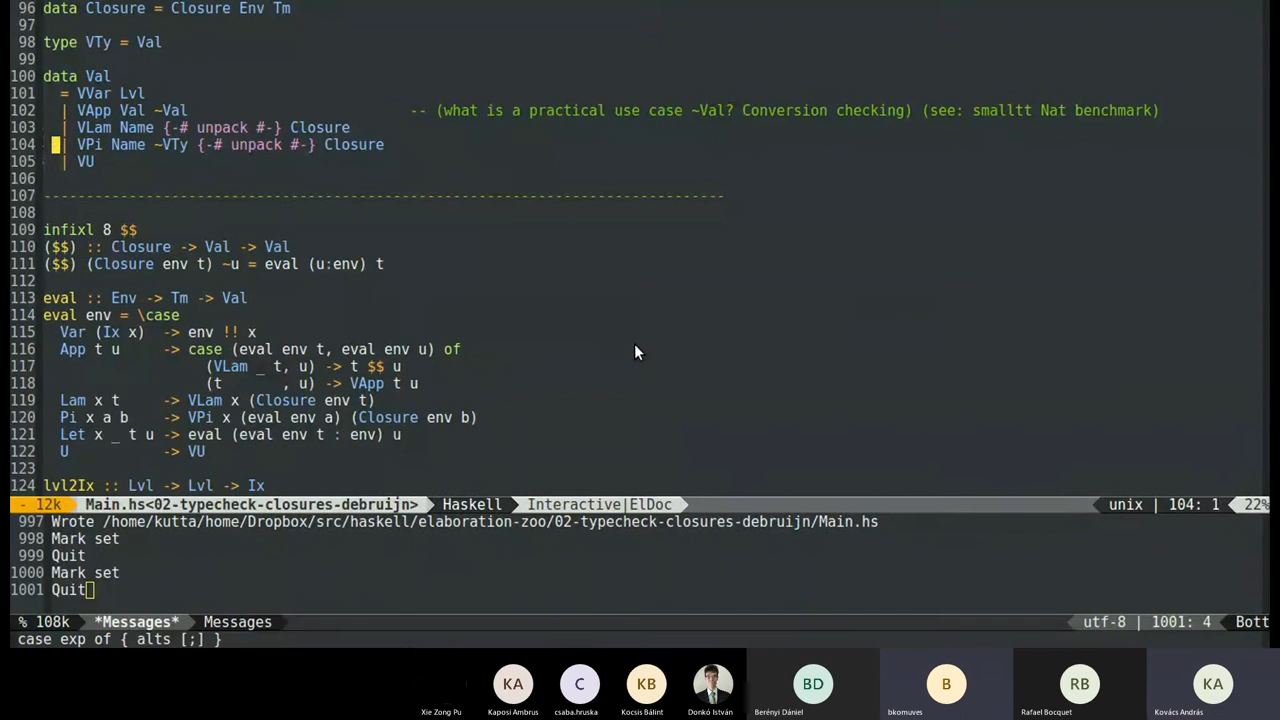 96 data Closure = Closure Env Tm
97
98 type VTy = Val
99
100 data Val
101   = VVar Lvl
102   | VApp Val ~Val                          -- (what is a practical use case ~Val? Conversion checking) (see: smalltt Nat benchmark)
103   | VLam Name {-# unpack #-} Closure
104   | VPi Name ~VTy {-# unpack #-} Closure
105   | VU
106
107 --------------------------------------------------------------------------------
108
109 infixl 8 $$
110 ($$) :: Closure -> Val -> Val
111 ($$) (Closure env t) ~u = eval (u:env) t
112
113 eval :: Env -> Tm -> Val
114 eval env = \case
115   Var (Ix x)  -> env !! x
116   App t u     -> case (eval env t, eval env u) of
117                    (VLam _ t, u) -> t $$ u
118                    (t       , u) -> VApp t u
119   Lam x t     -> VLam x (Closure env t)
120   Pi x a b    -> VPi x (eval env a) (Closure env b)
121   Let x _ t u -> eval (eval env t : env) u
122   U           -> VU
123
124 lvl2Ix :: Lvl -> Lvl -> Ix
- 12k Main.hs<02-typecheck-closures-debruijn> Haskell Interactive|ElDoc unix | 104: 1 22%
997 Wrote /home/kutta/home/Dropbox/src/haskell/elaboration-zoo/02-typecheck-closures-debruijn/Main.hs
998 Mark set
999 Quit
1000 Mark set
1001 Quit
% 108k *Messages* Messages utf-8 | 1001: 4 Bott
case exp of { alts [;] }
KA C KB BD B RB KA
Xie Zong Pu Kaposi Ambrus csaba.hruska Kocsis Bálint Donkó István Berényi Dániel bkomuves Rafael Bocquet Kovács András